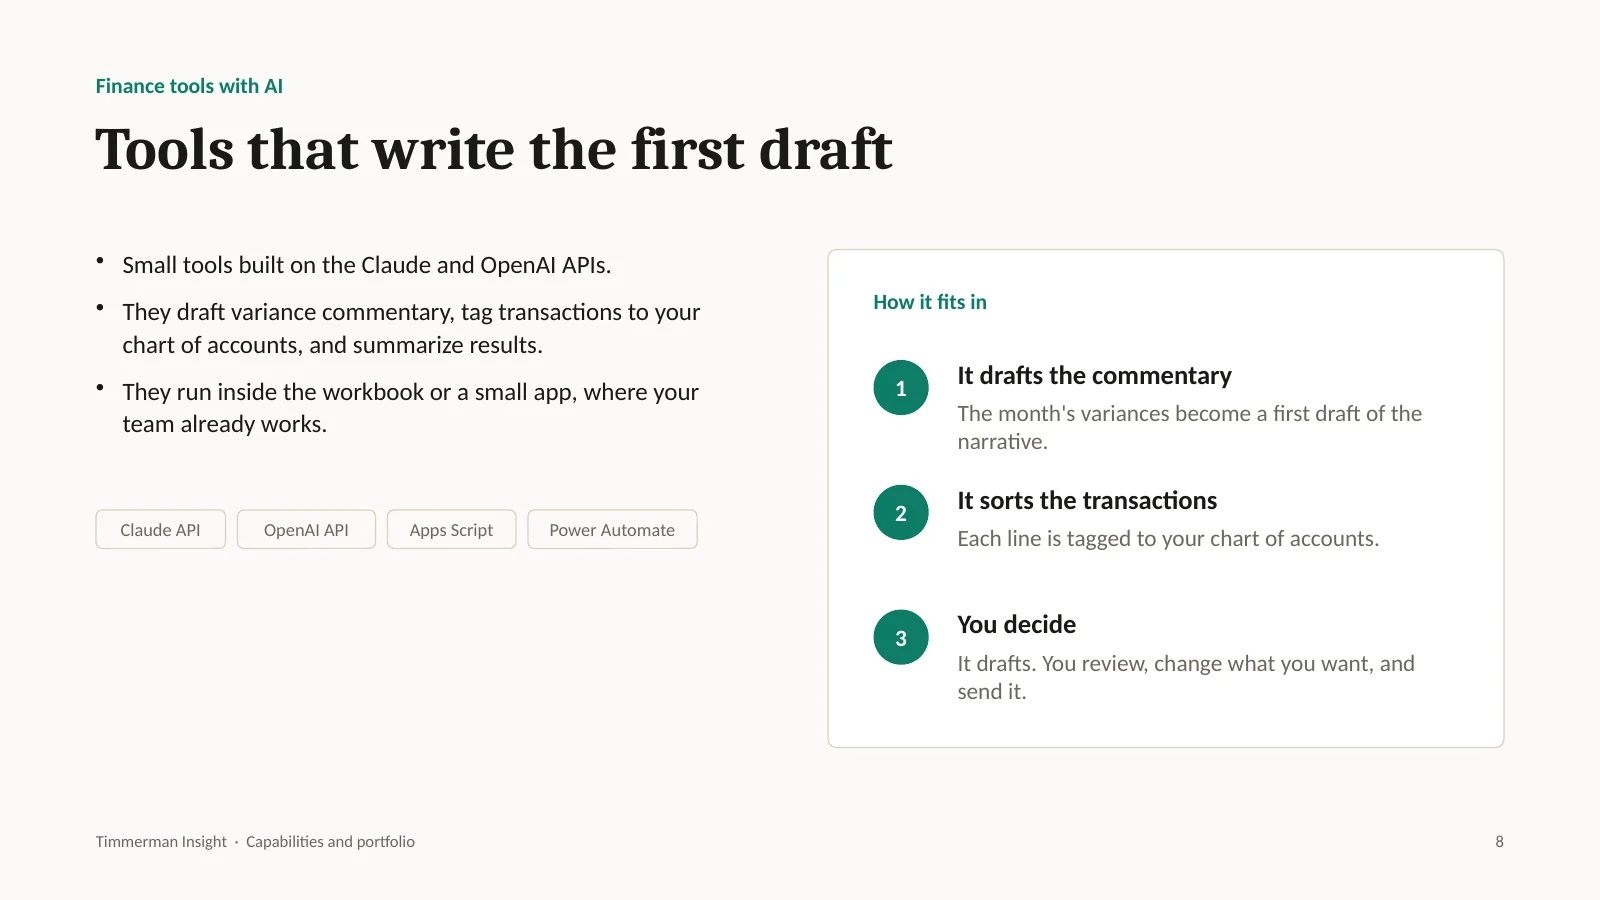 Finance tools with AI
Tools that write the first draft
• Small tools built on the Claude and OpenAI APIs.
• They draft variance commentary, tag transactions to your
chart of accounts, and summarize results.
• They run inside the workbook or a small app, where your
team already works.
Claude API
OpenAI API
Apps Script
Power Automate
How it fits in
1
It drafts the commentary
The month's variances become a first draft of the
narrative.
2
It sorts the transactions
Each line is tagged to your chart of accounts.
3
You decide
It drafts. You review, change what you want, and
send it.
Timmerman Insight · Capabilities and portfolio
8